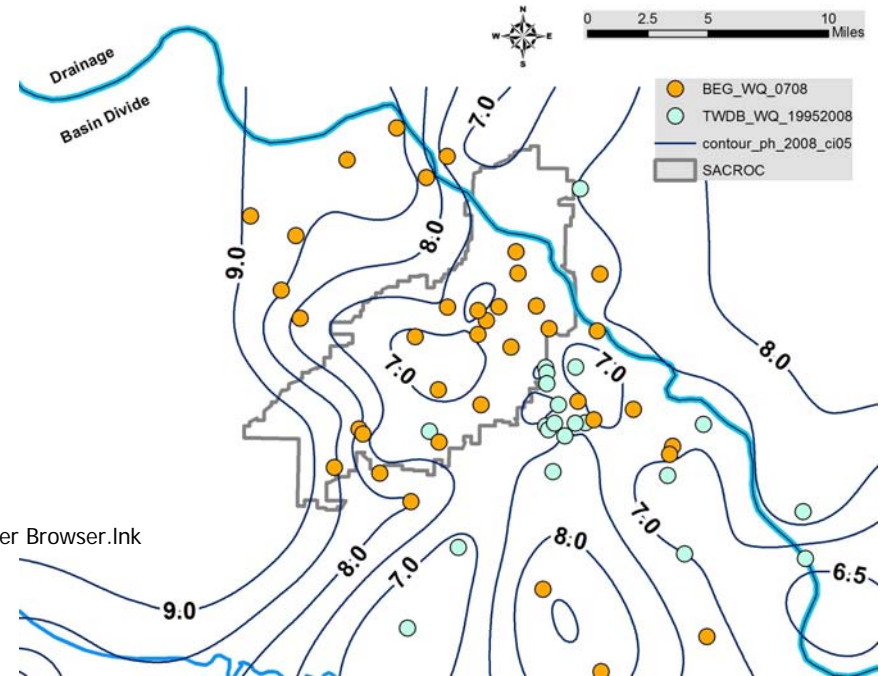 N
W E
S
0 2.5 5 10
Miles
Drainage
Basin Divide
BEG_WQ_0708
TWDB_WQ_19952008
contour_ph_2008_ci05
SACROC
7.0
8.0
9.0
8.0
7.0
7.0
er Browser.lnk
7.0
8.0
8.0
7.0
6.5
9.0